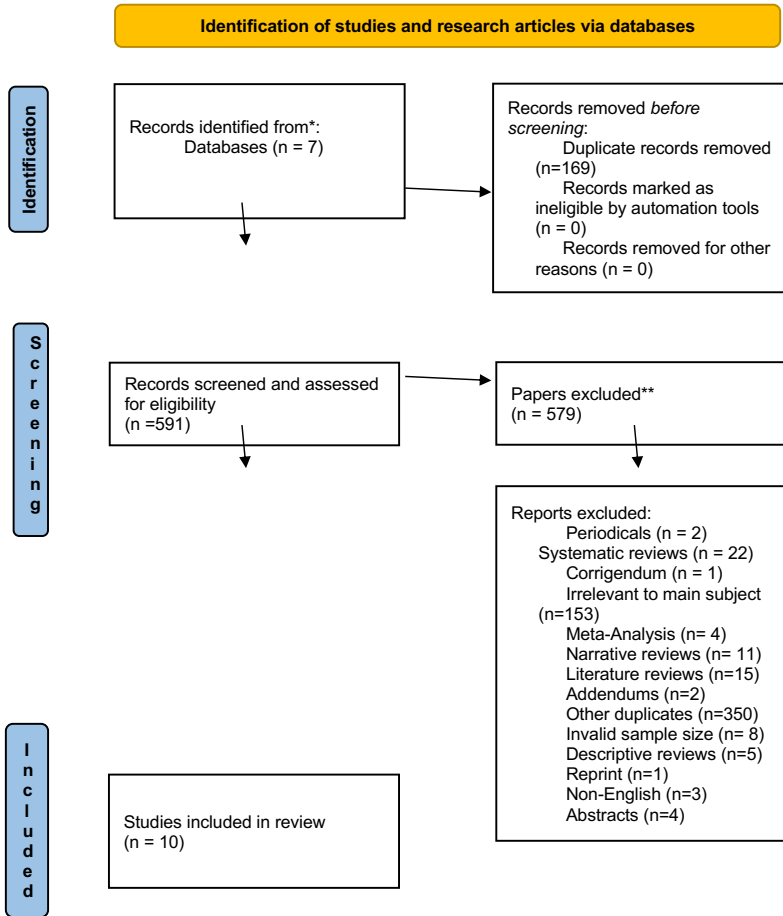 Identification of studies and research articles via databases
Identification
Records identified from*:
Databases (n = 7)
Records removed before
screening:
Duplicate records removed
(n=169)
Records marked as
ineligible by automation tools
(n = 0)
Records removed for other
reasons (n = 0)
Screening
Records screened and assessed
for eligibility
(n =591)
Papers excluded**
(n = 579)
Reports excluded:
Periodicals (n = 2)
Systematic reviews (n = 22)
Corrigendum (n = 1)
Irrelevant to main subject
(n=153)
Meta-Analysis (n= 4)
Narrative reviews (n= 11)
Literature reviews (n=15)
Addendums (n=2)
Other duplicates (n=350)
Invalid sample size (n= 8)
Descriptive reviews (n=5)
Reprint (n=1)
Non-English (n=3)
Abstracts (n=4)
Included
Studies included in review
(n = 10)